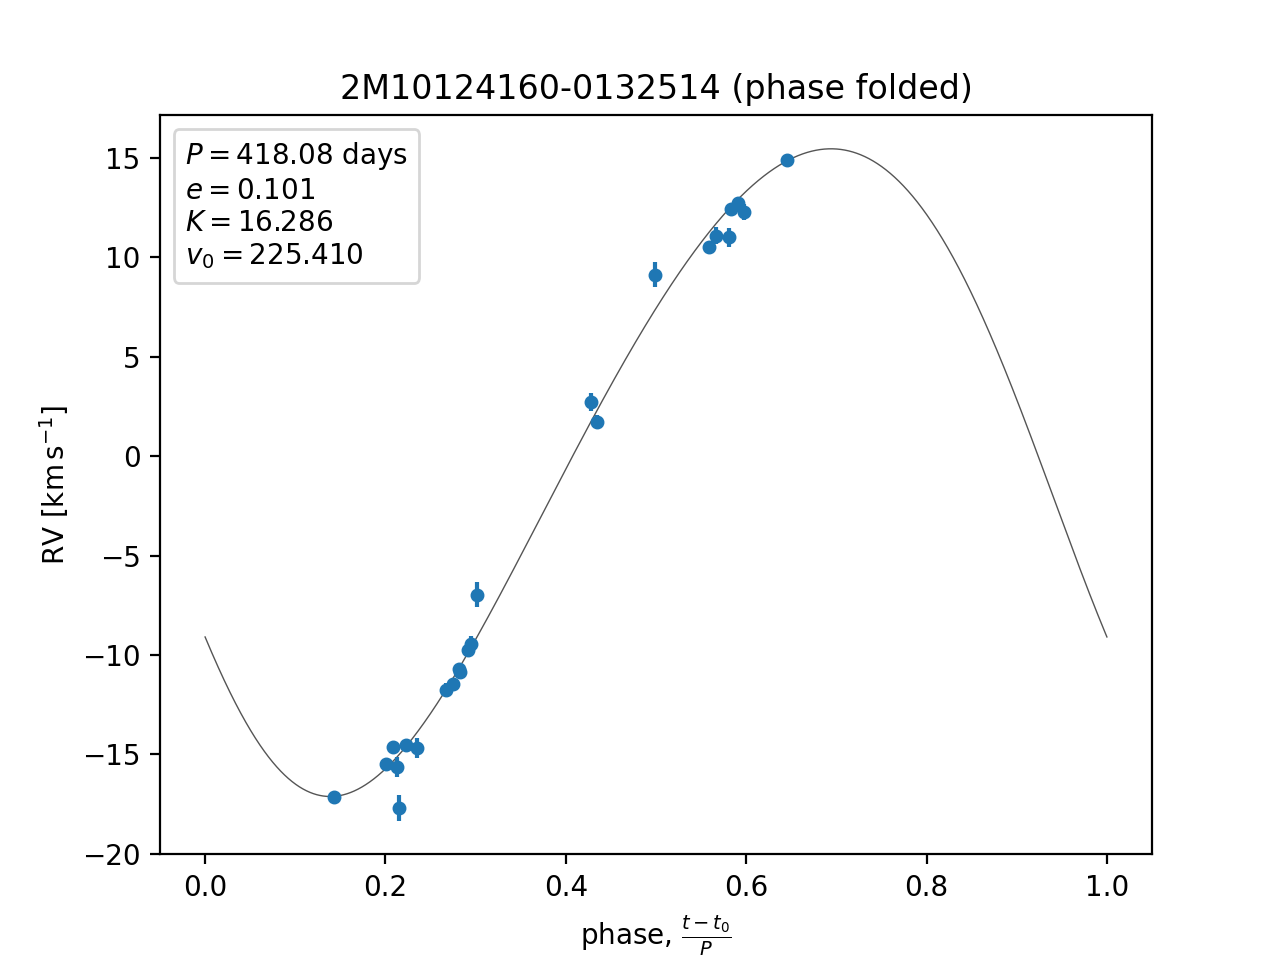 2M10124160-0132514 (phase folded)
P = 418.08 days
e = 0.101
K = 16.286
v₀ = 225.410
15
10
5
0
−5
−10
−15
−20
RV [km s⁻¹]
0.0 0.2 0.4 0.6 0.8 1.0
phase, (t − t₀)/P